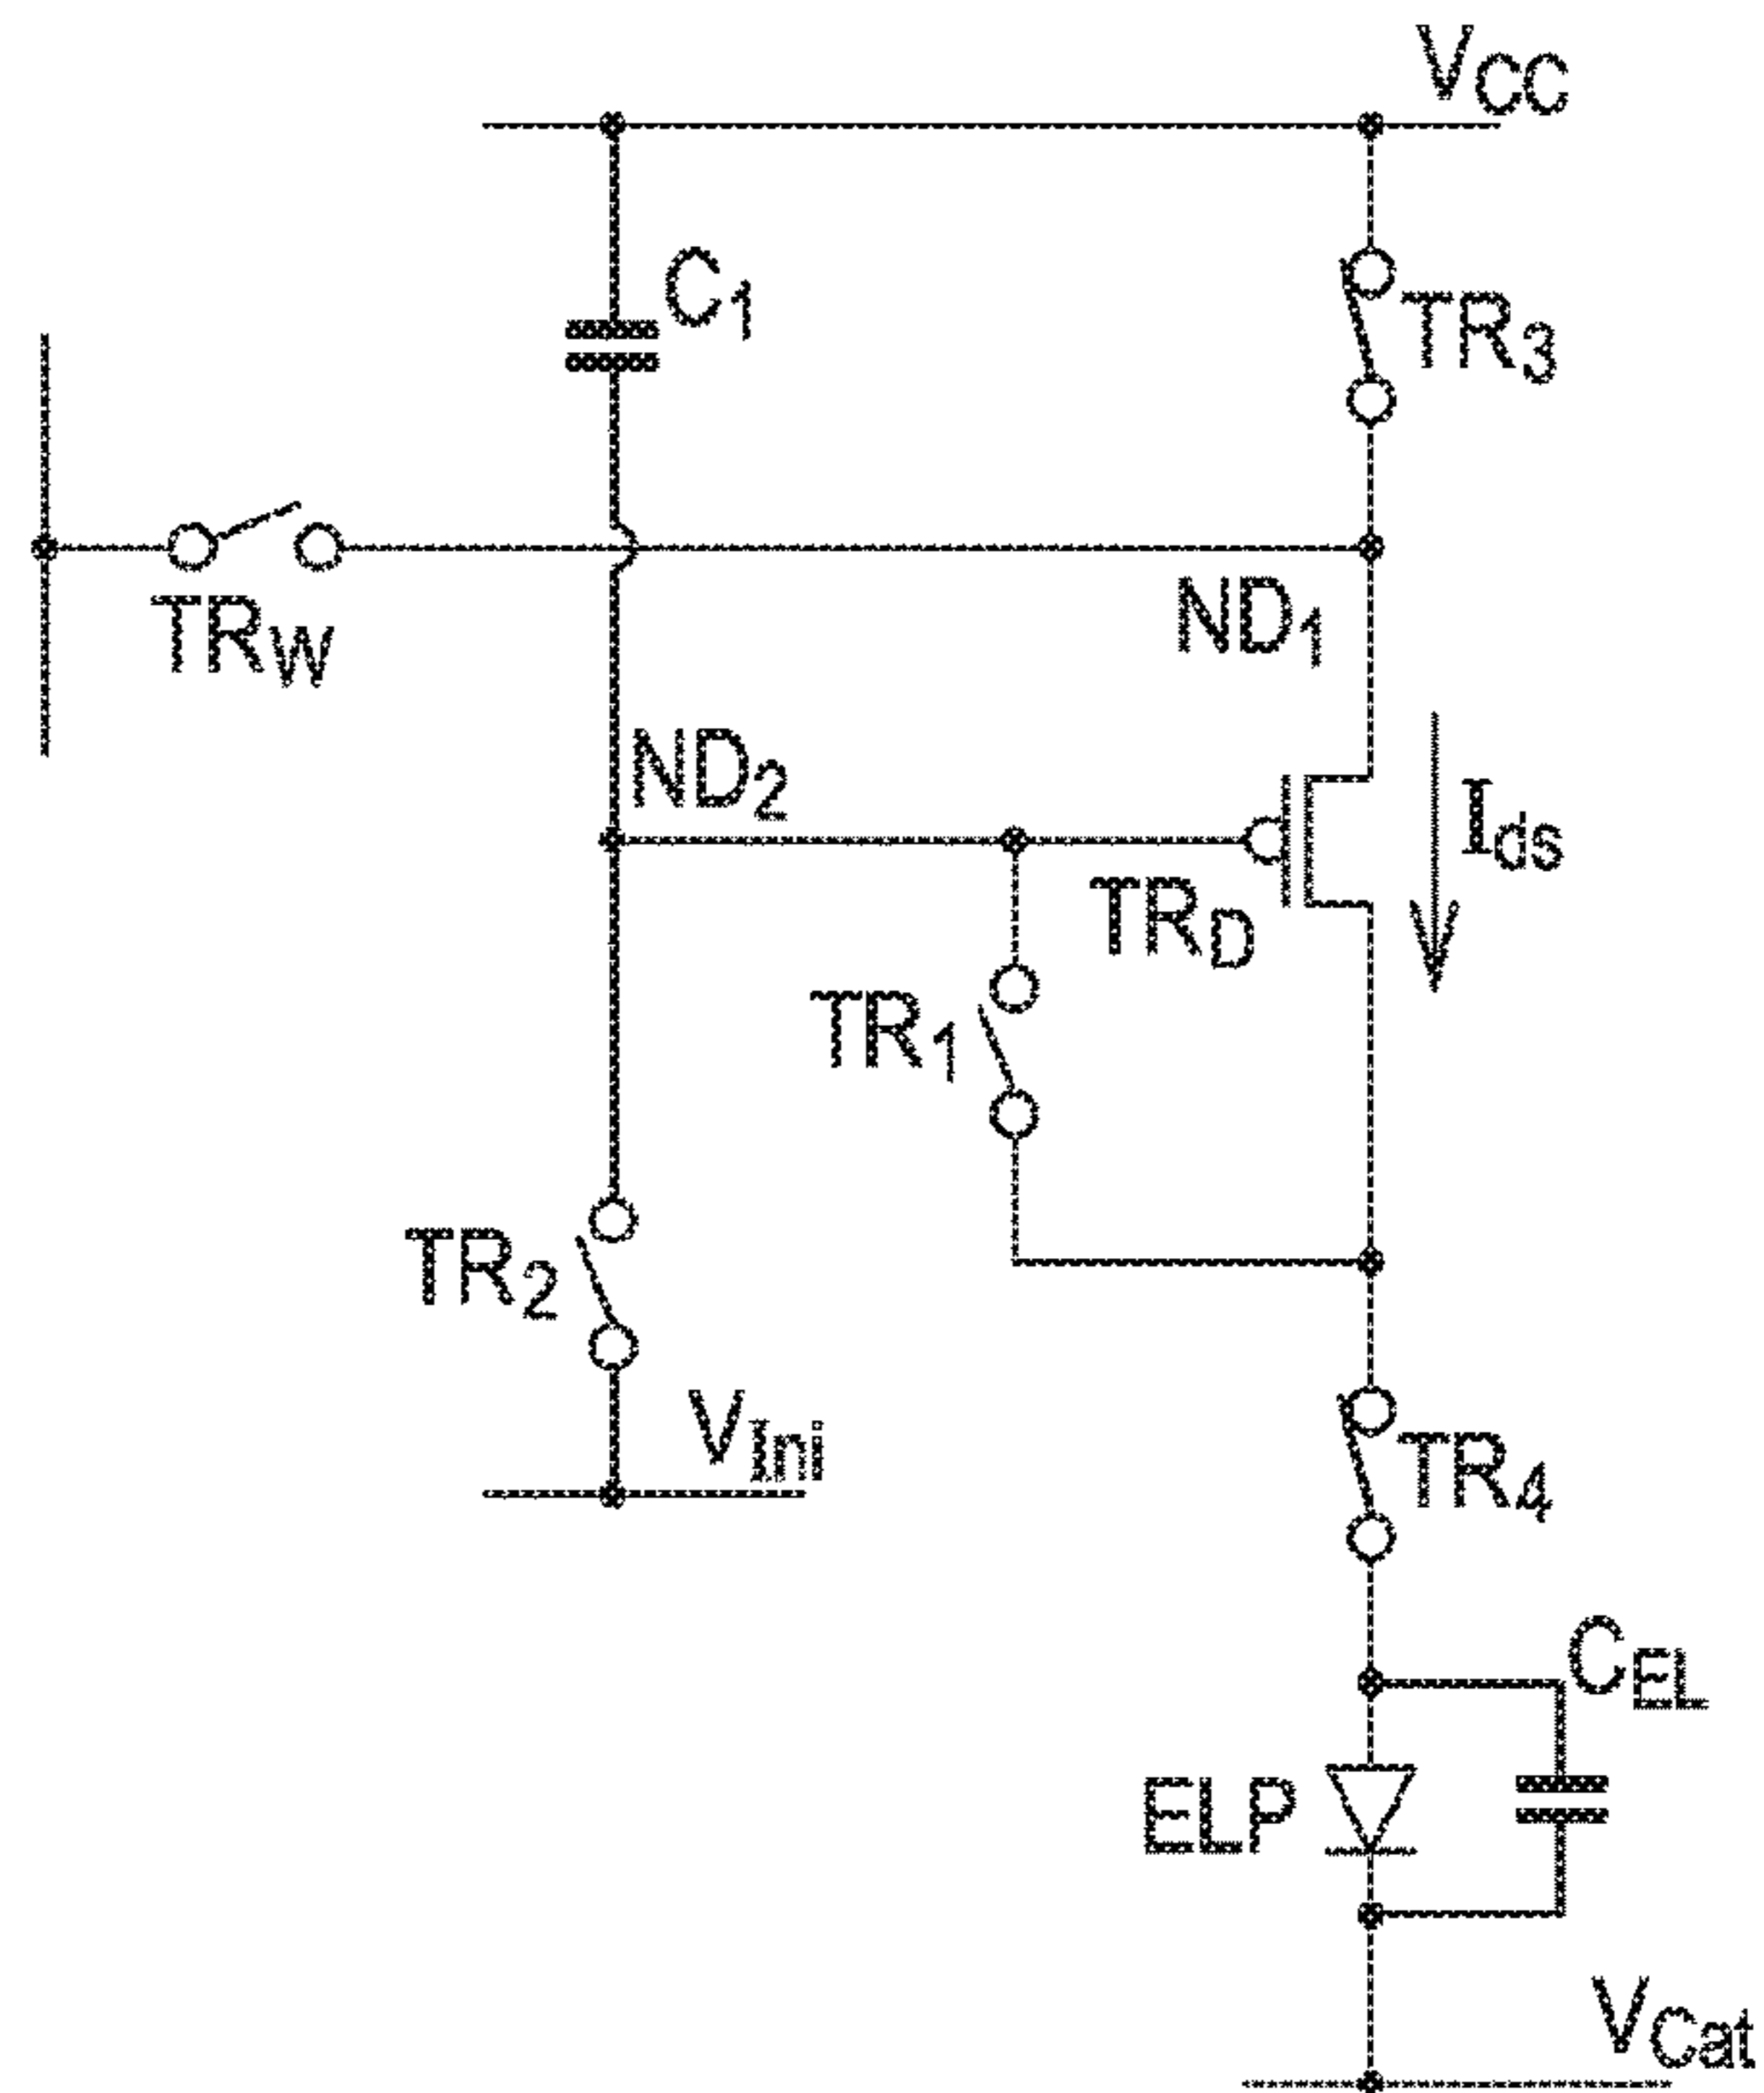 VCC
C1
TR3
TRW
ND1
ND2
Ids
TRD
TR1
TR2
VIni
TR4
CEL
ELP
VCat